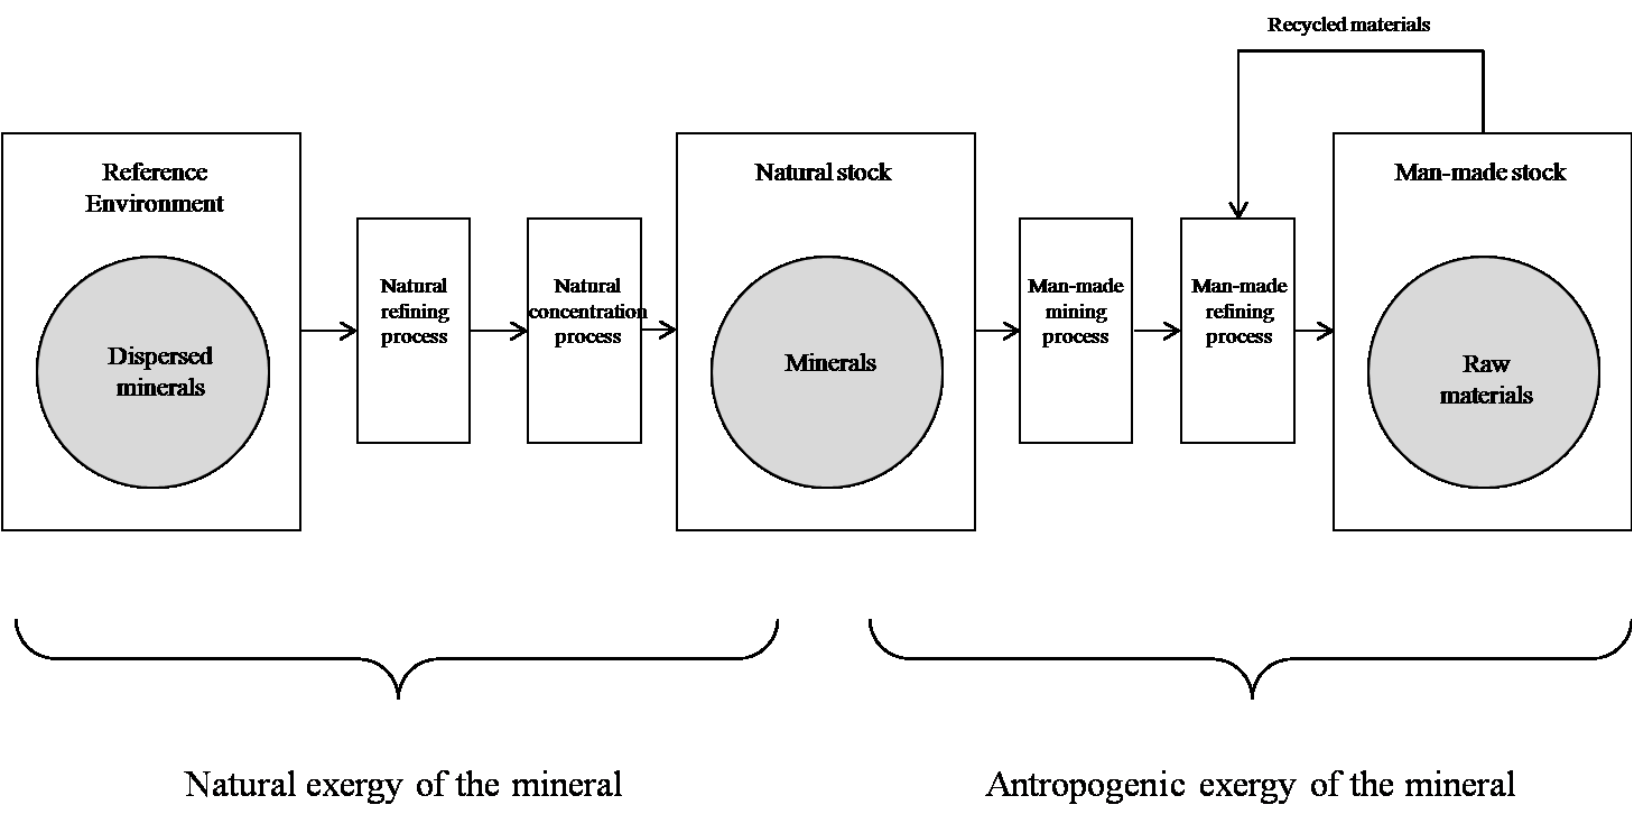 Recycled materials
Reference
Environment
Dispersed
minerals
Natural
refining
process
Natural
concentration
process
Natural stock
Minerals
Man-made
mining
process
Man-made
refining
process
Man-made stock
Raw
materials
Natural exergy of the mineral
Antropogenic exergy of the mineral